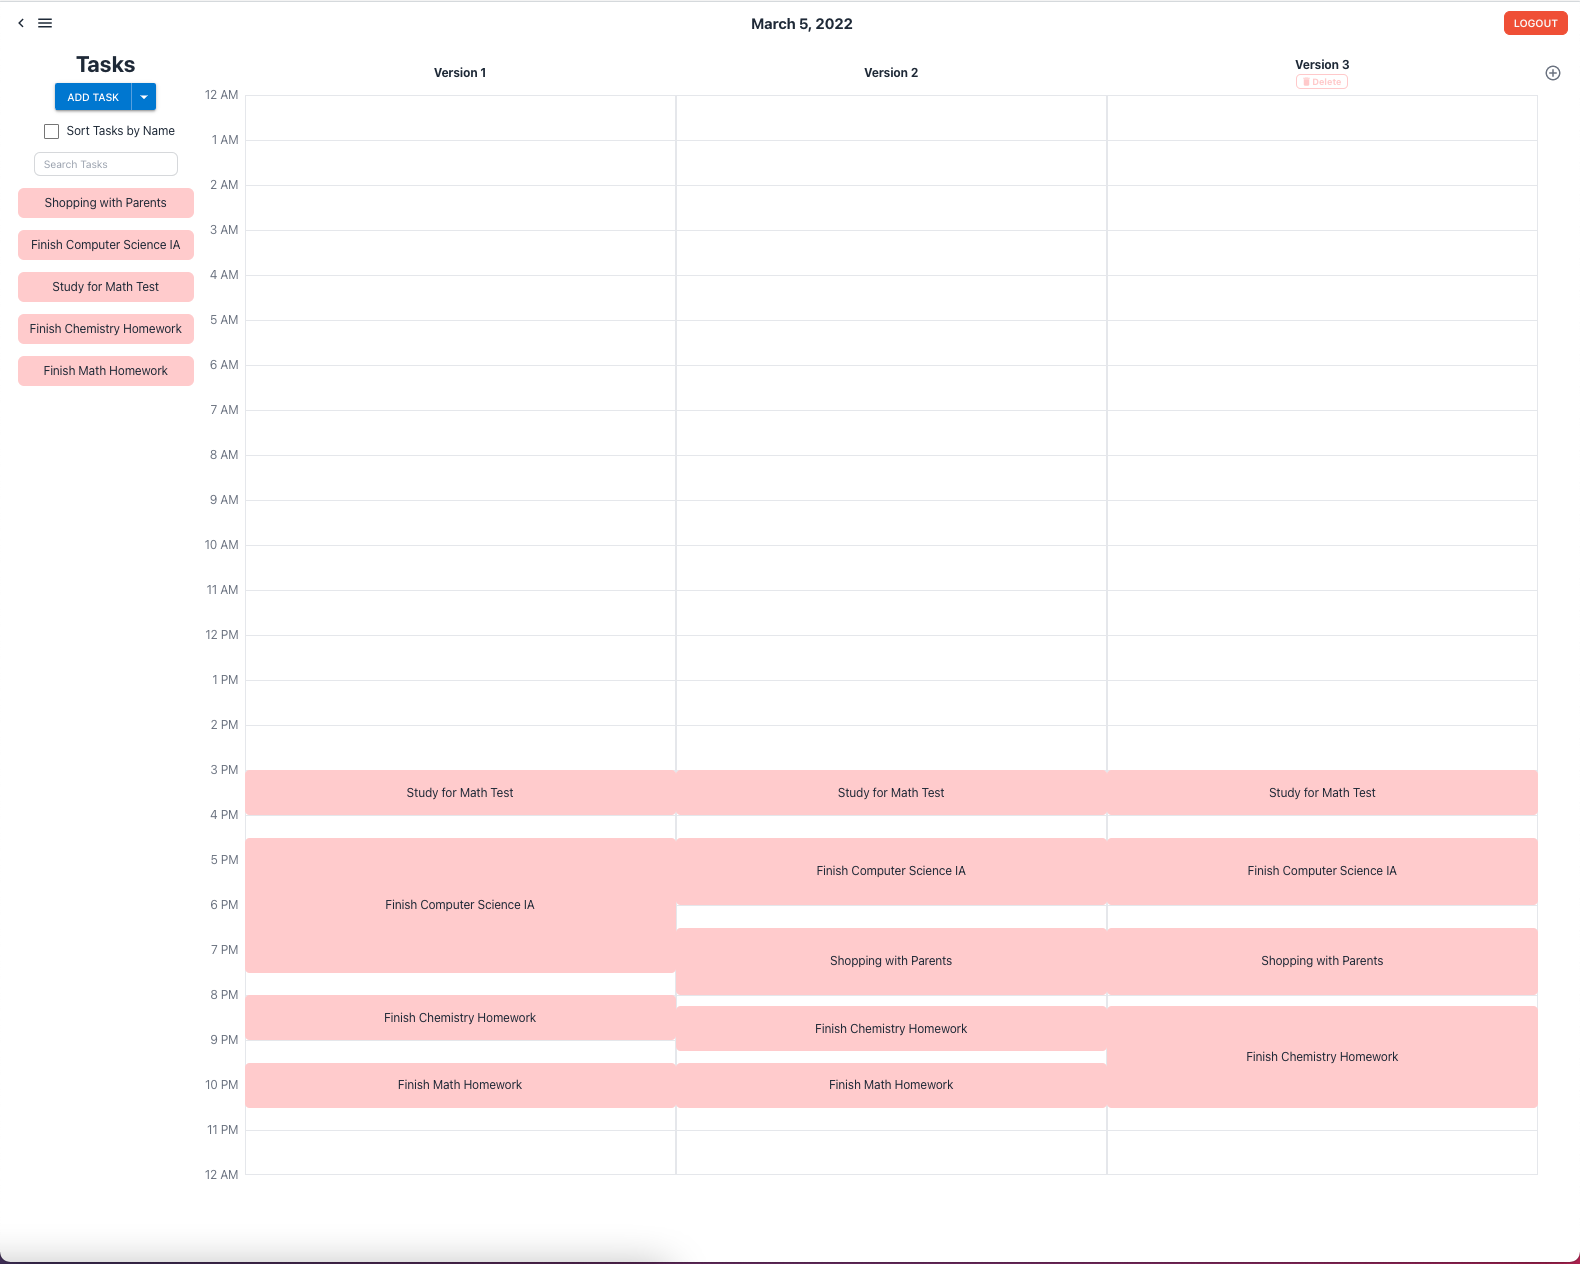 March 5, 2022
LOGOUT
Tasks
ADD TASK
Sort Tasks by Name
Search Tasks
Shopping with Parents
Finish Computer Science IA
Study for Math Test
Finish Chemistry Homework
Finish Math Homework
Version 1
Version 2
Version 3
Delete
12 AM
1 AM
2 AM
3 AM
4 AM
5 AM
6 AM
7 AM
8 AM
9 AM
10 AM
11 AM
12 PM
1 PM
2 PM
3 PM
4 PM
5 PM
6 PM
7 PM
8 PM
9 PM
10 PM
11 PM
12 AM
Study for Math Test
Finish Computer Science IA
Finish Chemistry Homework
Finish Math Homework
Study for Math Test
Finish Computer Science IA
Shopping with Parents
Finish Chemistry Homework
Finish Math Homework
Study for Math Test
Finish Computer Science IA
Shopping with Parents
Finish Chemistry Homework